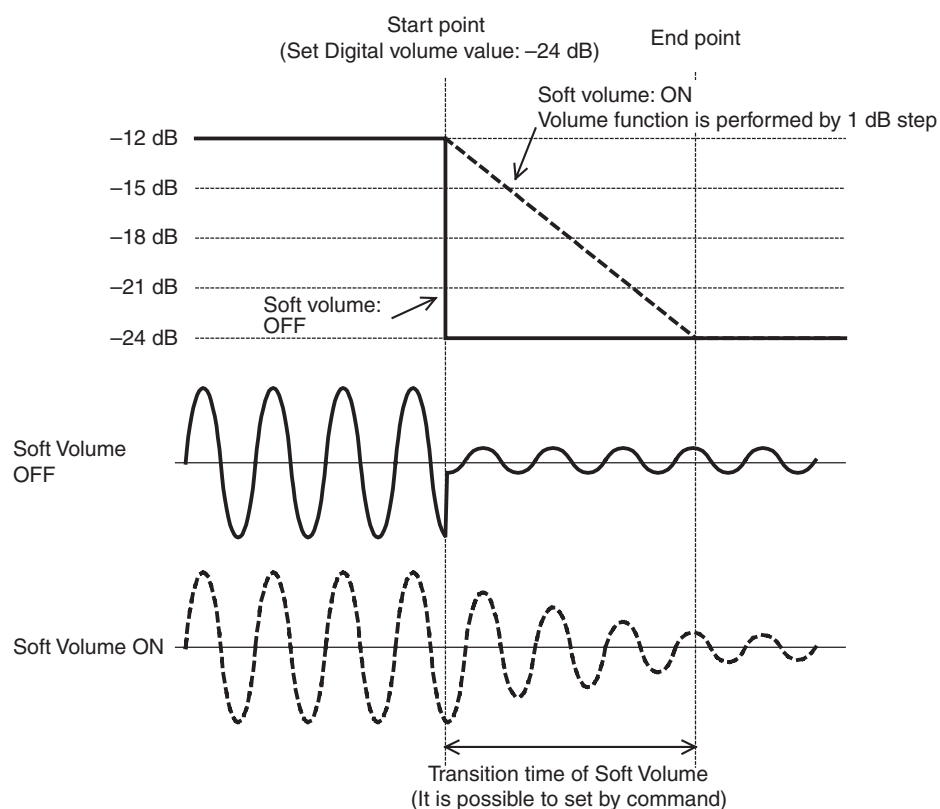 Start point
(Set Digital volume value: –24 dB)
End point
Soft volume: ON
Volume function is performed by 1 dB step
–12 dB
–15 dB
–18 dB
–21 dB
Soft volume:
OFF
–24 dB
Soft Volume
OFF
Soft Volume ON
Transition time of Soft Volume
(It is possible to set by command)